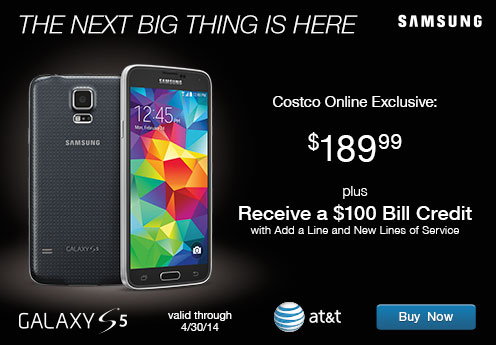 THE NEXT BIG THING IS HERE
SAMSUNG
Costco Online Exclusive:
$189.99
plus
Receive a $100 Bill Credit
with Add a Line and New Lines of Service
SAMSUNG
12:45
SAMSUNG
GALAXY S5
GALAXY S5
valid through
4/30/14
at&t
Buy Now